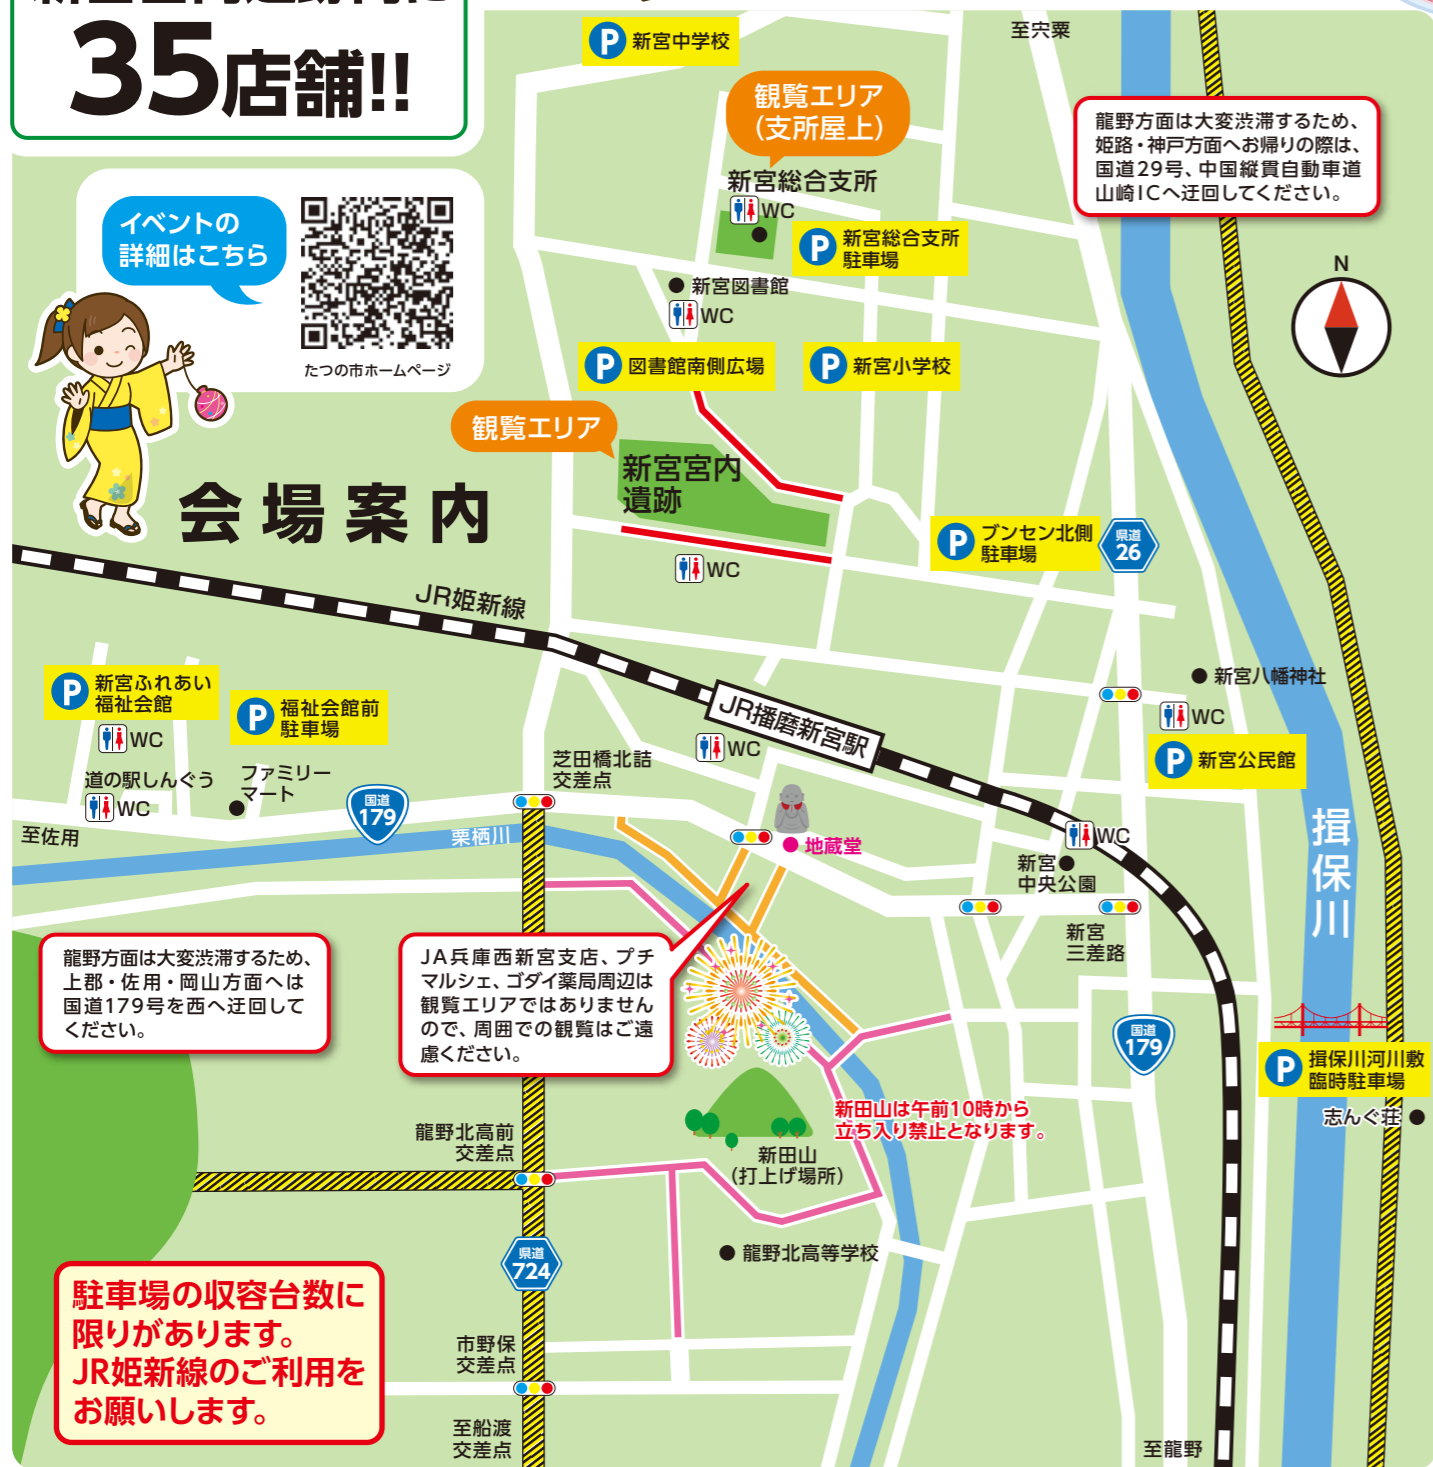 35店舗!!
イベントの
詳細はこちら
たつの市ホームページ
会場案内
P 新宮中学校
至宍粟
観覧エリア
(支所屋上)
新宮総合支所
WC
P 新宮総合支所
駐車場
龍野方面は大変渋滞するため、
姫路・神戸方面へお帰りの際は、
国道29号、中国縦貫自動車道
山崎ICへ迂回してください。
N
新宮図書館
WC
P 図書館南側広場
P 新宮小学校
観覧エリア
新宮宮内
遺跡
WC
P ブンセン北側
駐車場
県道
26
JR姫新線
JR播磨新宮駅
WC
新宮八幡神社
WC
P 新宮公民館
P 新宮ふれあい
福祉会館
WC
P 福祉会館前
駐車場
道の駅しんぐう
WC
ファミリー
マート
国道
179
至佐用
栗栖川
芝田橋北詰
交差点
地蔵堂
WC
新宮
中央公園
新宮
三差路
揖保川
龍野方面は大変渋滞するため、
上郡・佐用・岡山方面へは
国道179号を西へ迂回して
ください。
JA兵庫西新宮支店、プチ
マルシェ、ゴダイ薬局周辺は
観覧エリアではありません
ので、周囲での観覧はご遠
慮ください。
国道
179
P 揖保川河川敷
臨時駐車場
志んぐ荘
新田山は午前10時から
立ち入り禁止となります。
新田山
(打上げ場所)
龍野北高前
交差点
龍野北高等学校
県道
724
駐車場の収容台数に
限りがあります。
JR姫新線のご利用を
お願いします。
市野保
交差点
至船渡
交差点
至龍野